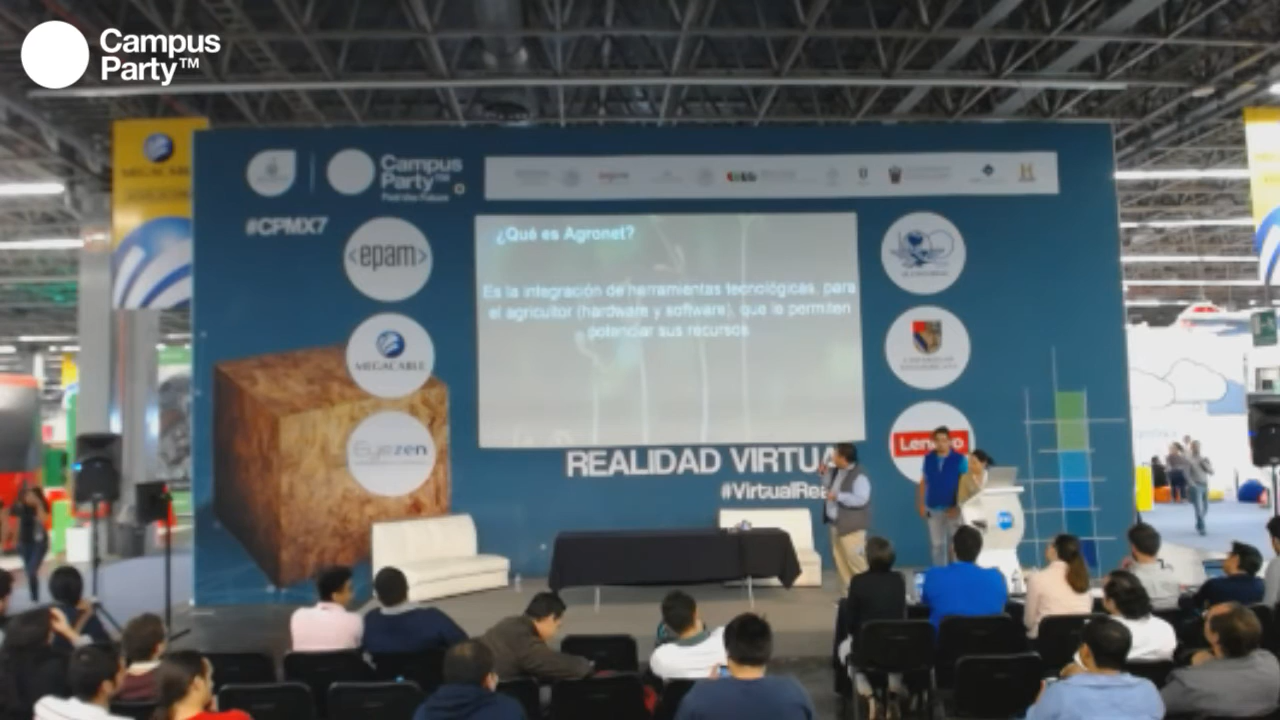 Campus
Party™
MEGACABLE
Campus
Party™
Feel the Future
#CPMX7
<epam>
MEGACABLE
Eyezen
¿Qué es Agronet?
Es la integración de herramientas tecnológicas, para
el agricultor (hardware y software), que le permiten
potenciar sus recursos
Lenovo
REALIDAD VIRTUA
#VirtualRea